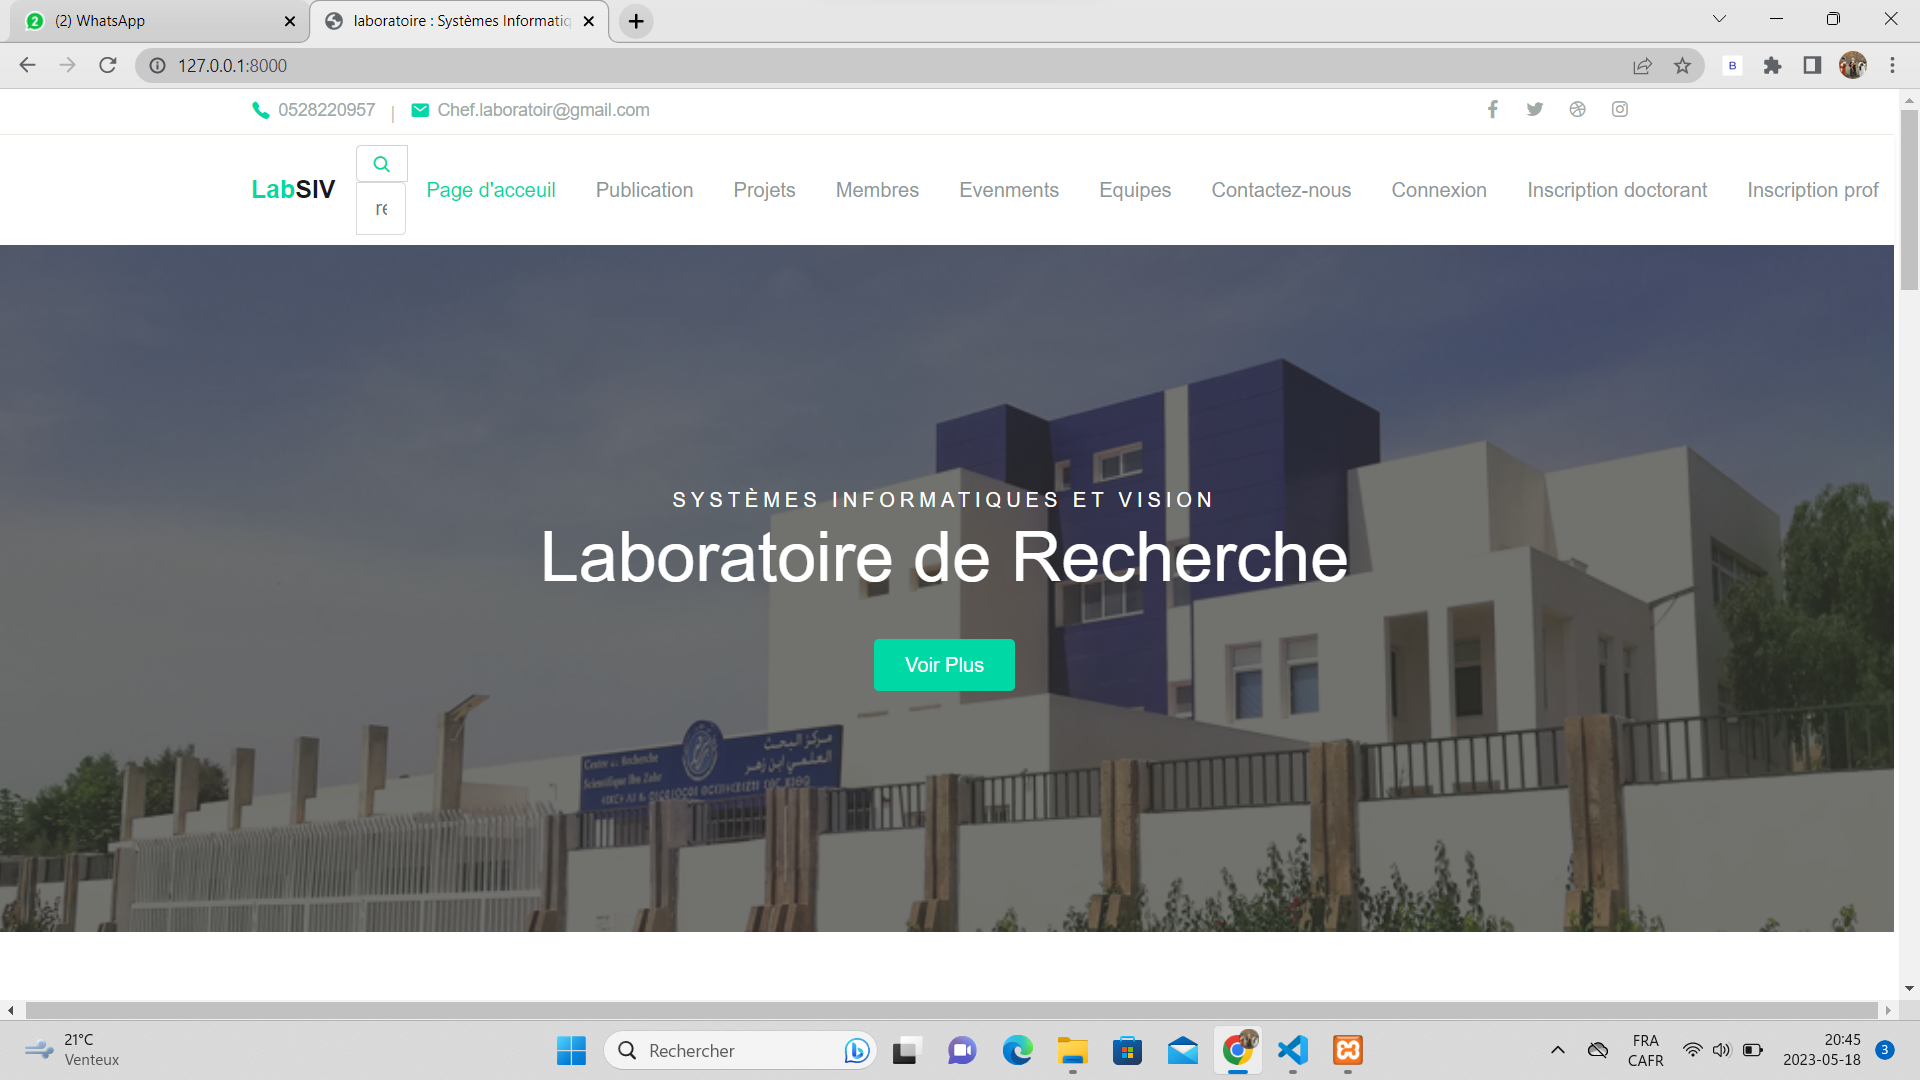 (2) WhatsApp
laboratoire : Systèmes Informatiq
127.0.0.1:8000
B
0528220957 | Chef.laboratoir@gmail.com
LabSIV
re
Page d'acceuil Publication Projets Membres Evenments Equipes Contactez-nous Connexion Inscription doctorant Inscription prof
SYSTÈMES INFORMATIQUES ET VISION
Laboratoire de Recherche
Voir Plus
Centre de Recherche
Scientifique Ibn Zohr
مركز البحث
العلمي ابن زهر
21°C
Venteux
Rechercher
FRA
CAFR
20:45
2023-05-18
3